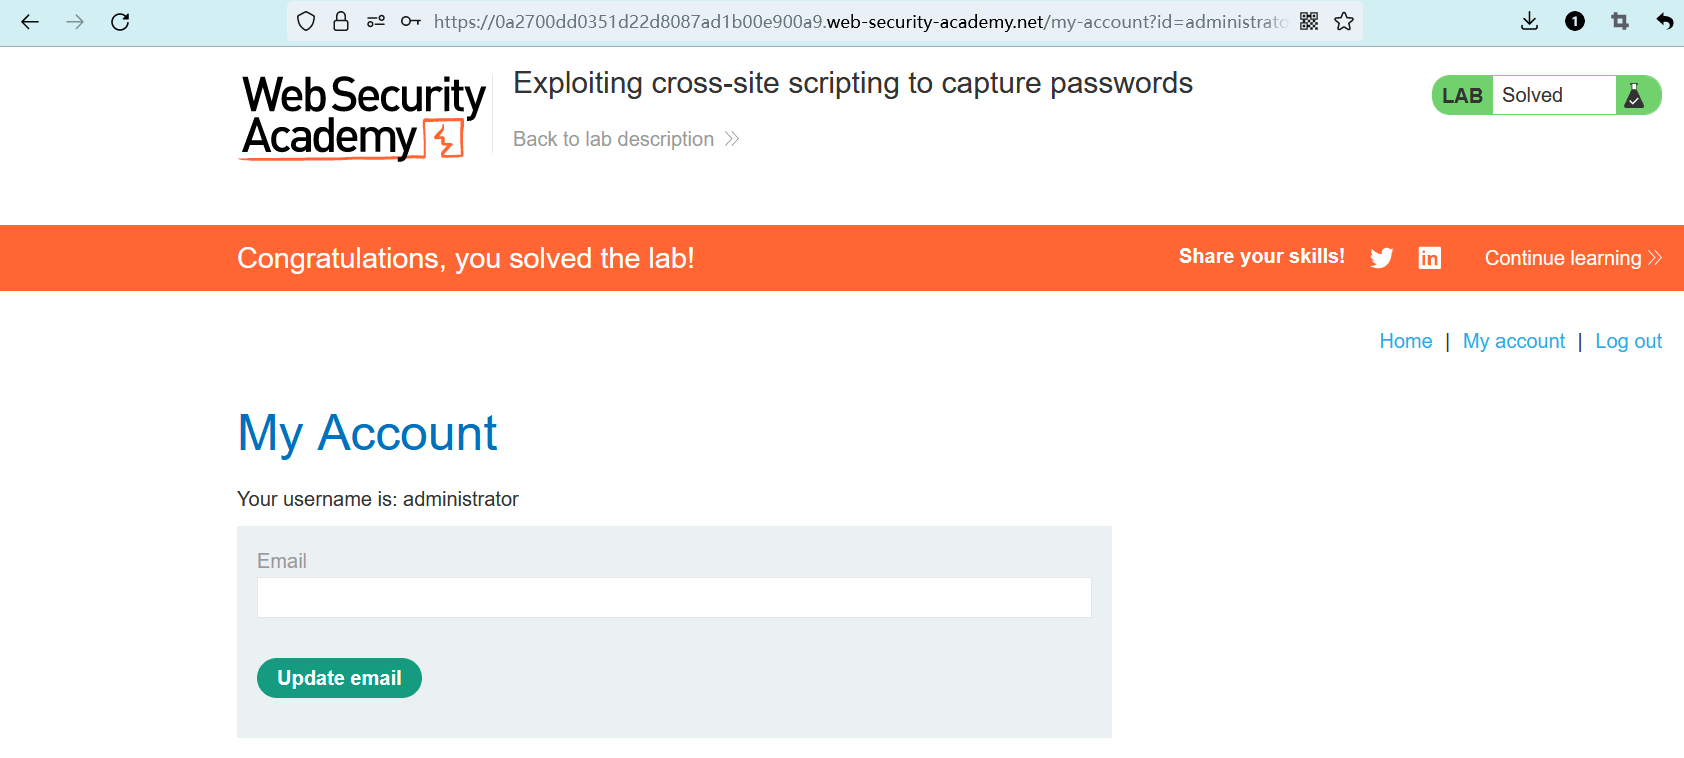 https://0a2700dd0351d22d8087ad1b00e900a9.web-security-academy.net/my-account?id=administrato
1
Web Security
Academy
Exploiting cross-site scripting to capture passwords
Back to lab description
LAB Solved
Congratulations, you solved the lab!
Share your skills!
in
Continue learning
Home | My account | Log out
My Account
Your username is: administrator
Email
Update email